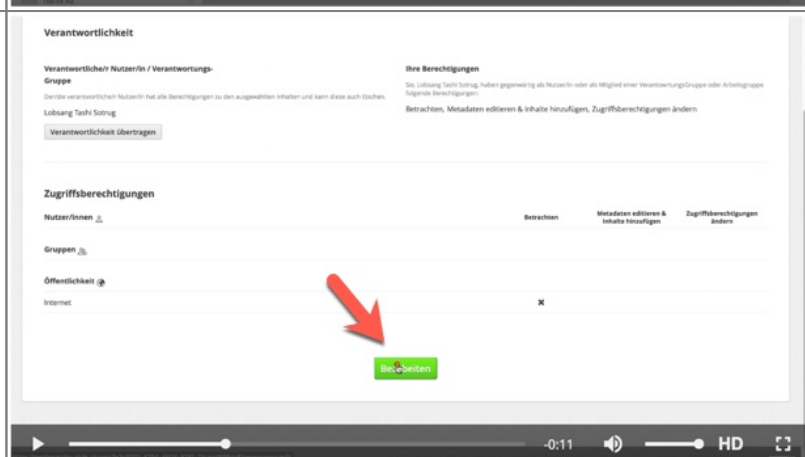 Verantwortlichkeit
Verantwortliche/r Nutzer/in / Verantwortungs-
Gruppe
Der/die verantwortliche/r Nutzer/in hat alle Berechtigungen zu den ausgewählten Inhalten und kann diese auch löschen.
Lobsang Tashi Sotrug
Verantwortlichkeit übertragen
Ihre Berechtigungen
Sie, Lobsang Tashi Sotrug, haben gegenwärtig als Nutzer/in oder als Mitglied einer VerantwortungsGruppe oder Arbeitsgruppe
folgende Berechtigungen:
Betrachten, Metadaten editieren & Inhalte hinzufügen, Zugriffsberechtigungen ändern
Zugriffsberechtigungen
Nutzer/innen
Betrachten
Metadaten editieren &
Inhalte hinzufügen
Zugriffsberechtigungen
ändern
Gruppen
Öffentlichkeit
Internet
Bearbeiten
-0:11
HD